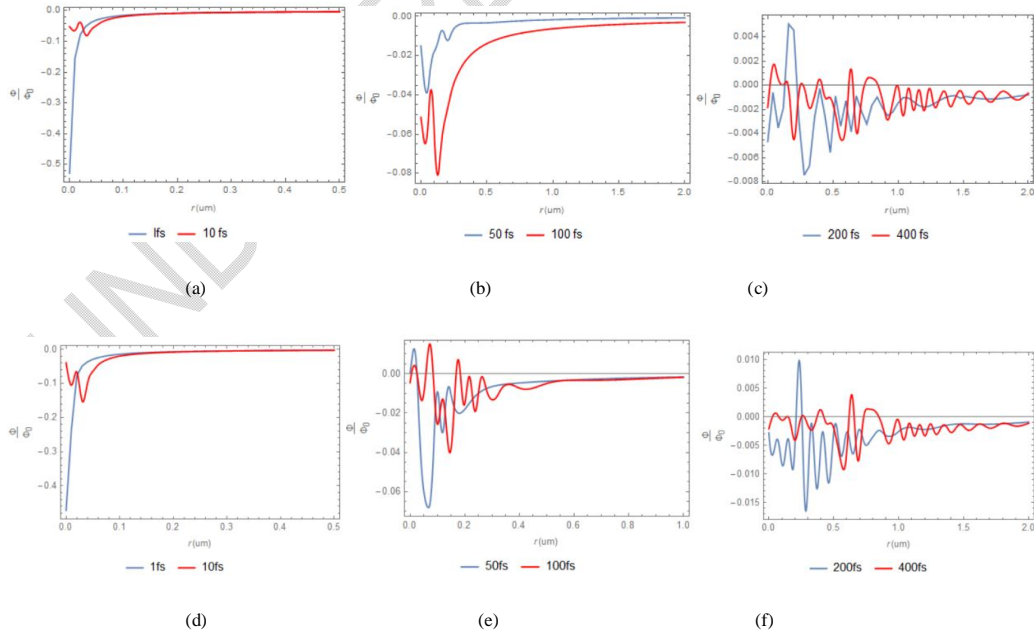 0.0
-0.1
-0.2
-0.3
-0.4
-0.5
Φ
Φ0
0.0 0.1 0.2 0.3 0.4 0.5
r(um)
lfs 10 fs
(a)
0.00
-0.02
-0.04
-0.06
-0.08
Φ
Φ0
0.0 0.5 1.0 1.5 2.0
r(um)
50 fs 100 fs
(b)
0.004
0.002
0.000
-0.002
-0.004
-0.006
-0.008
Φ
Φ0
0.0 0.5 1.0 1.5 2.0
r(um)
200 fs 400 fs
(c)
0.0
-0.1
-0.2
-0.3
-0.4
Φ
Φ0
0.0 0.1 0.2 0.3 0.4 0.5
r(um)
1fs 10fs
(d)
0.00
-0.02
-0.04
-0.06
Φ
Φ0
0.0 0.2 0.4 0.6 0.8 1.0
r(um)
50fs 100fs
(e)
0.010
0.005
0.000
-0.005
-0.010
-0.015
Φ
Φ0
0.0 0.5 1.0 1.5 2.0
r(um)
200fs 400fs
(f)